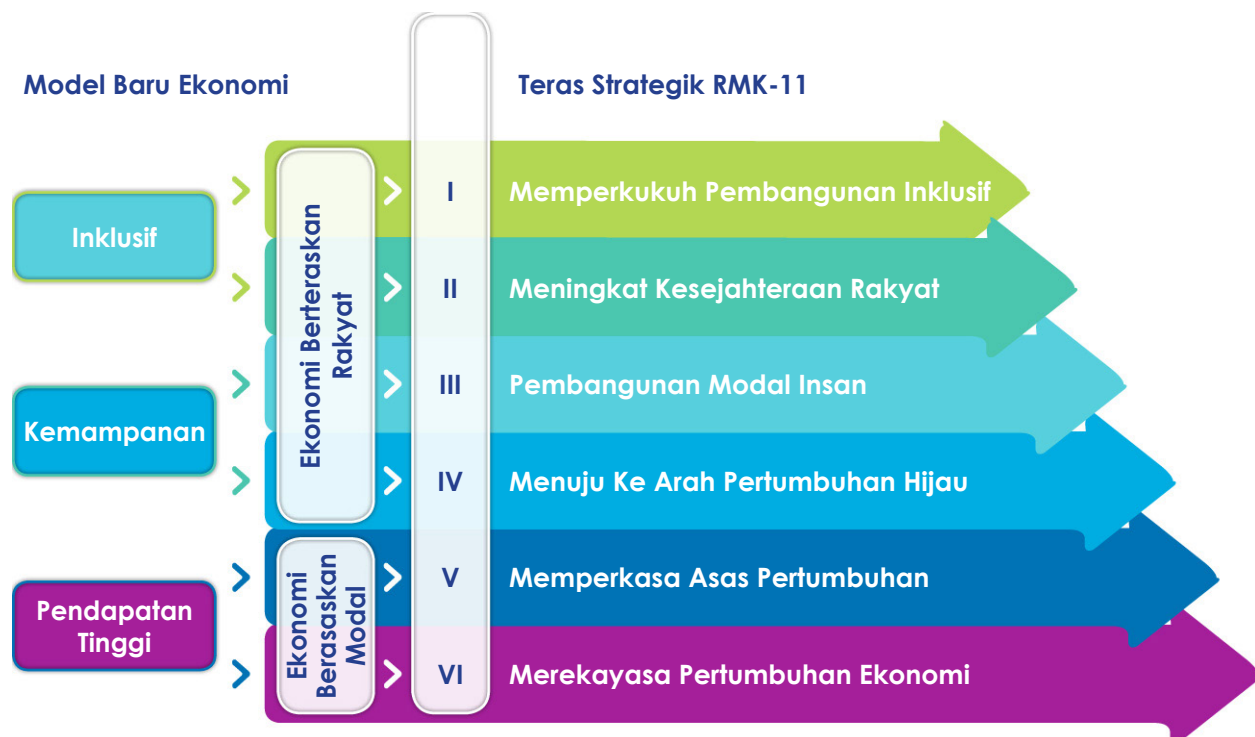 Model Baru Ekonomi
Teras Strategik RMK-11
Inklusif
Kemampanan
Pendapatan
Tinggi
Ekonomi Berteraskan
Rakyat
Ekonomi
Berasaskan
Modal
I Memperkukuh Pembangunan Inklusif
II Meningkat Kesejahteraan Rakyat
III Pembangunan Modal Insan
IV Menuju Ke Arah Pertumbuhan Hijau
V Memperkasa Asas Pertumbuhan
VI Merekayasa Pertumbuhan Ekonomi